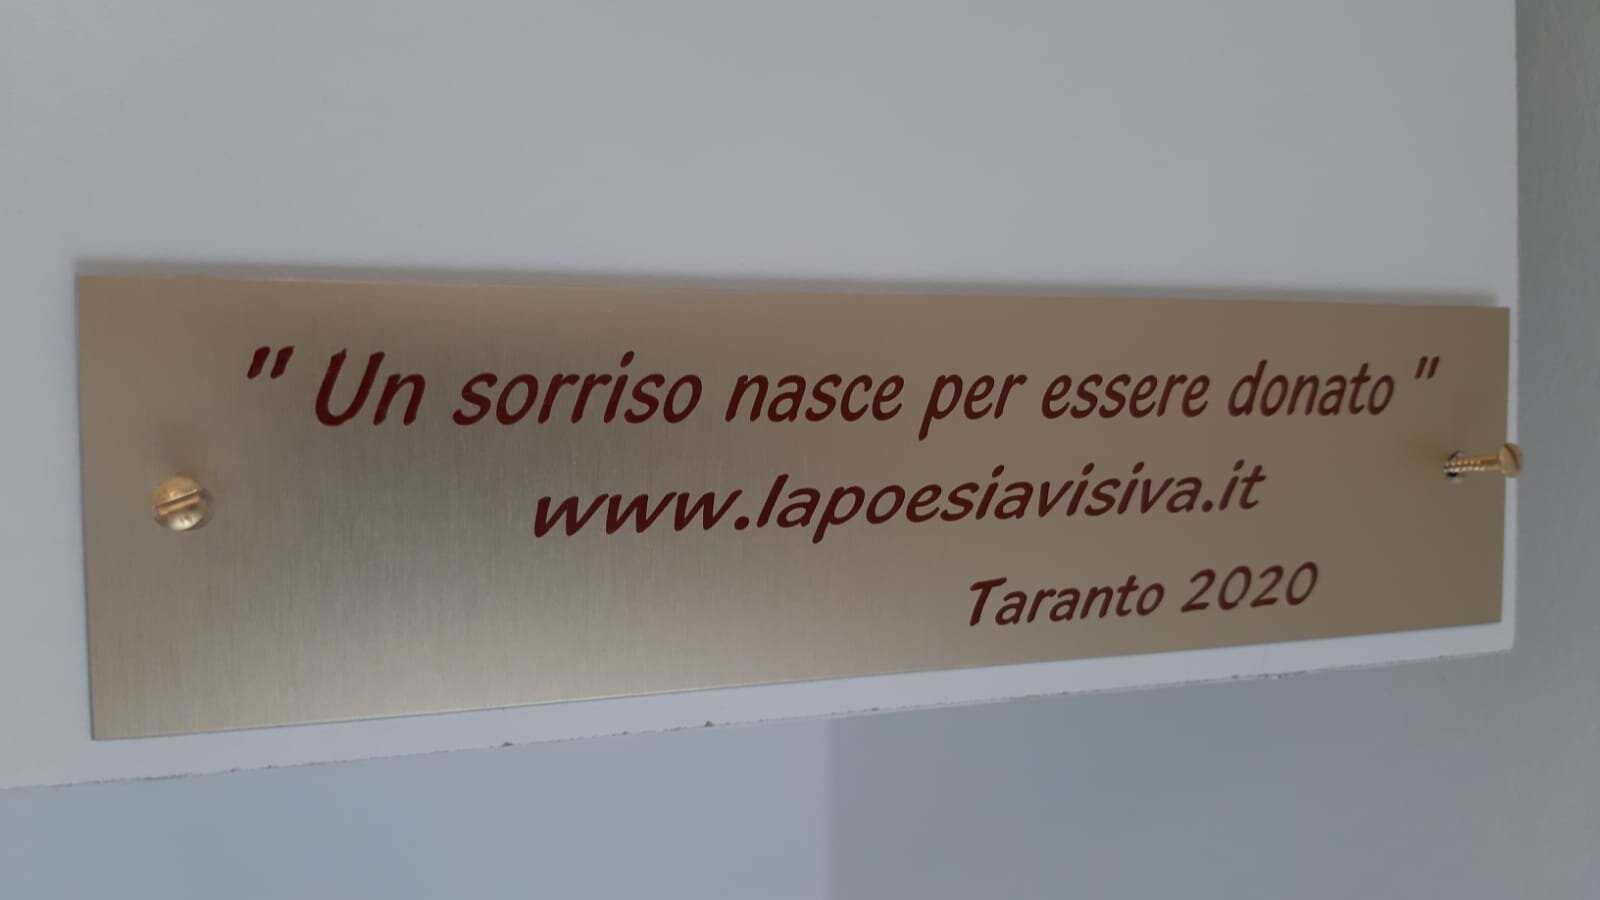 " Un sorriso nasce per essere donato "
www.lapoesiavisiva.it
Taranto 2020